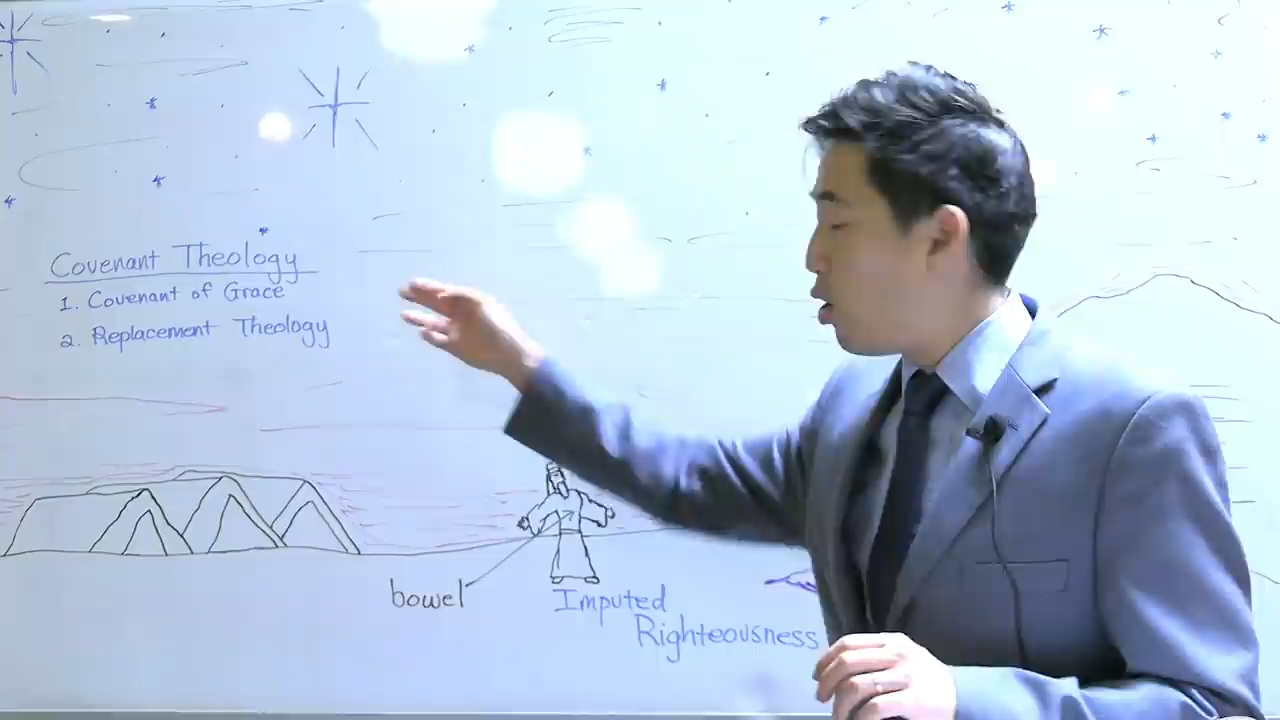 Covenant Theology
1. Covenant of Grace
2. Replacement Theology
bowel
Imputed
Righteousness